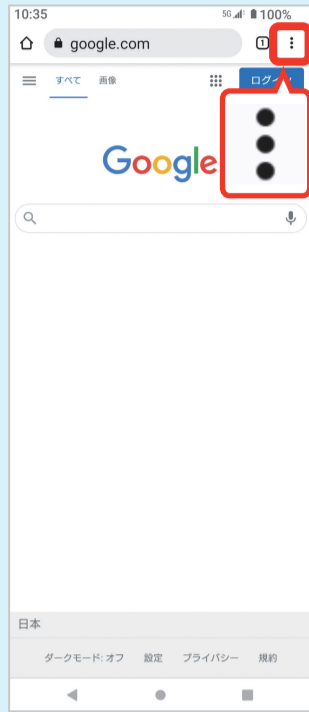 10:35 5G 100%
google.com 1
すべて 画像 ログイン
Google
日本
ダークモード: オフ 設定 プライバシー 規約